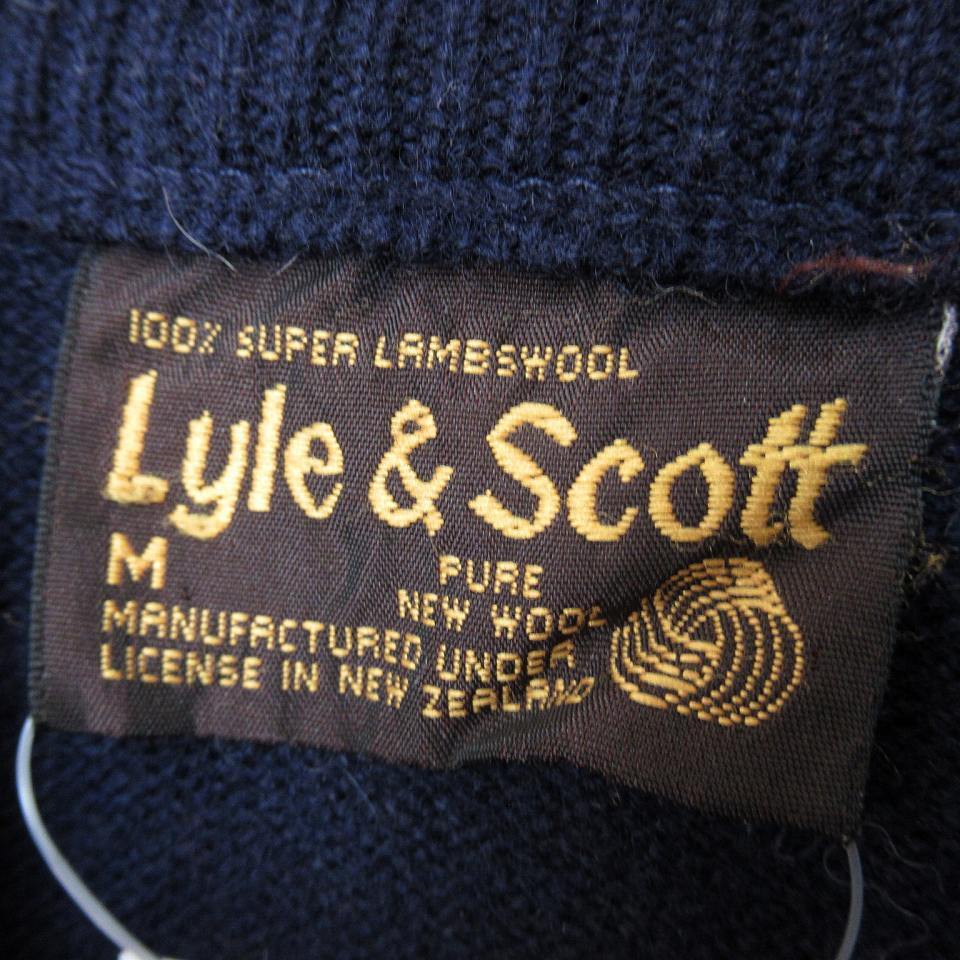 100% SUPER LAMBSWOOL
Lyle & Scott
M
PURE
NEW WOOL
MANUFACTURED UNDER
LICENSE IN NEW ZEALAND